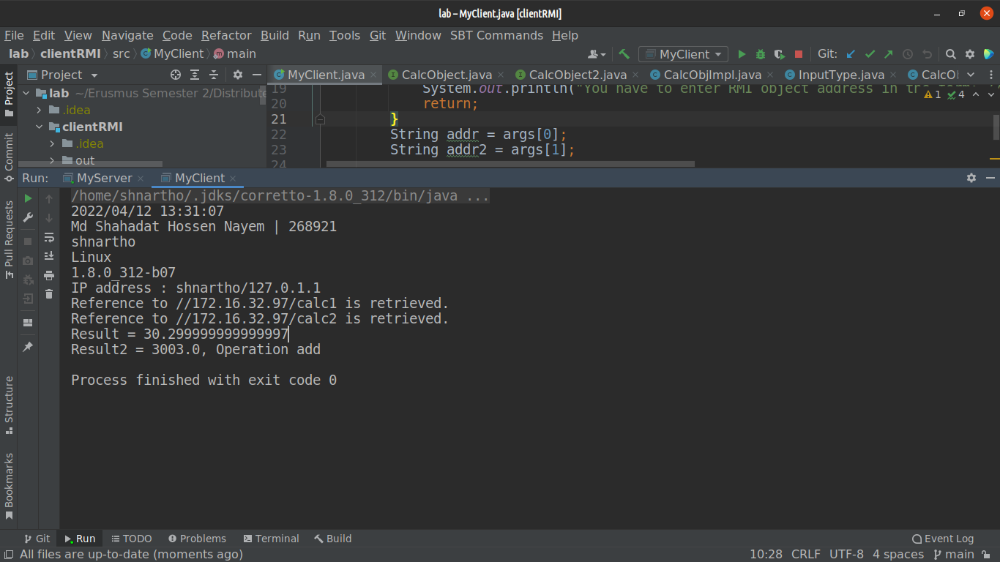 lab – MyClient.java [clientRMI]
File Edit View Navigate Code Refactor Build Run Tools Git Window SBT Commands Help
lab clientRMI src MyClient main MyClient Git:
Project MyClient.java CalcObject.java CalcObject2.java CalcObjImpl.java InputType.java
Project
Commit
Pull Requests
Structure
Bookmarks
lab ~/Erusmus Semester 2/Distribute
.idea
clientRMI
.idea
out
19 System.out.println("You have to enter RMI object address in the
1 4
20 return;
21 }
22 String addr = args[0];
23 String addr2 = args[1];
24
Run: MyServer MyClient
/home/shnartho/.jdks/corretto-1.8.0_312/bin/java ...
2022/04/12 13:31:07
Md Shahadat Hossen Nayem | 268921
shnartho
Linux
1.8.0_312-b07
IP address : shnartho/127.0.1.1
Reference to //172.16.32.97/calc1 is retrieved.
Reference to //172.16.32.97/calc2 is retrieved.
Result = 30.299999999999997
Result2 = 3003.0, Operation add
Process finished with exit code 0
Git Run TODO Problems Terminal Build Event Log
All files are up-to-date (moments ago) 10:28 CRLF UTF-8 4 spaces main